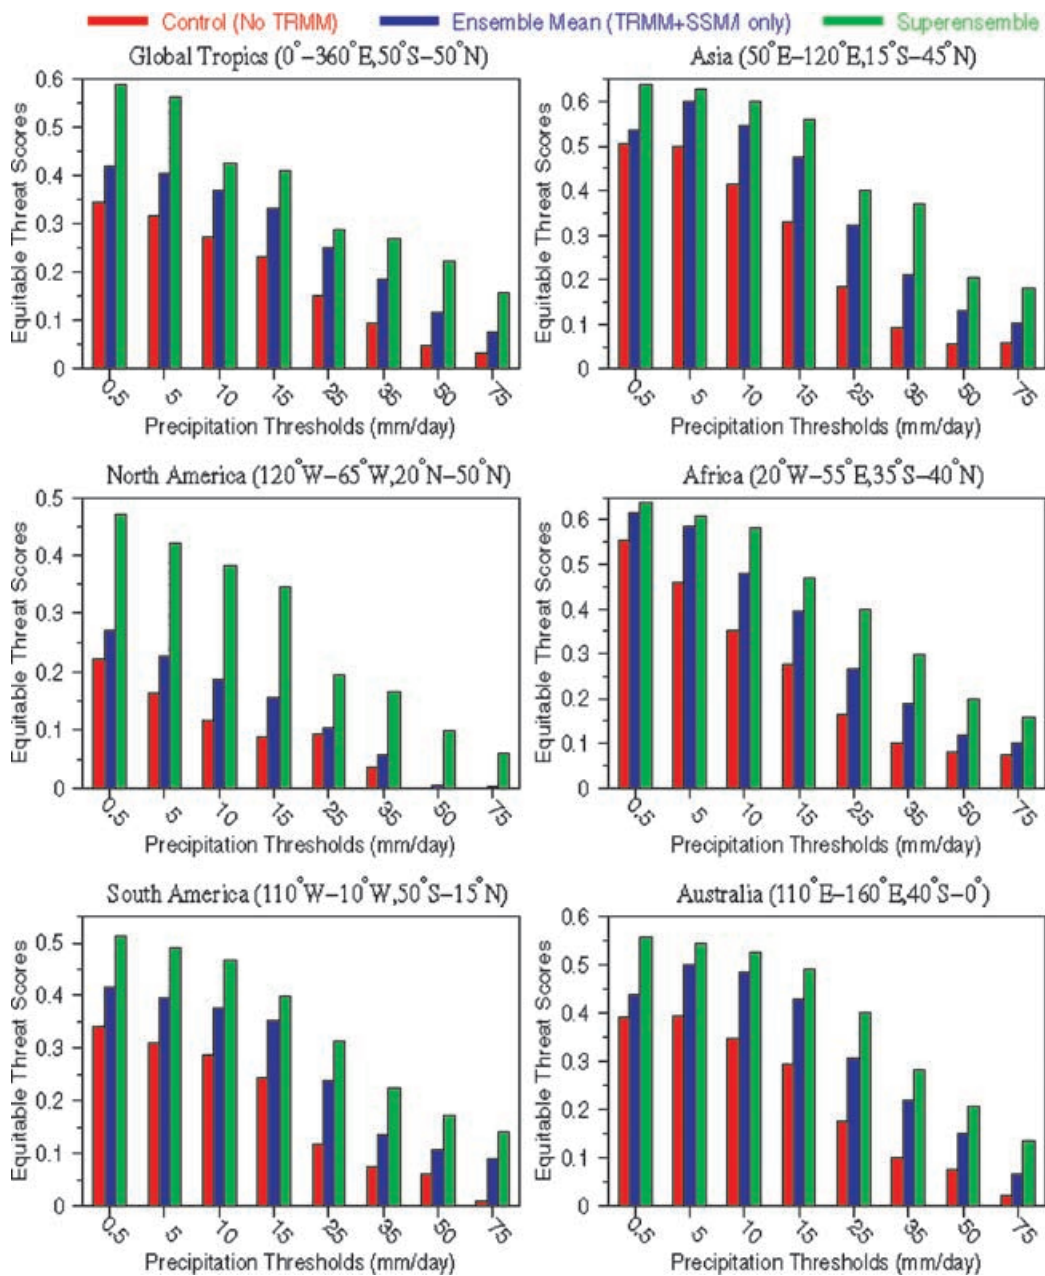 Control (No TRMM) Ensemble Mean (TRMM+SSM/I only) Superensemble
Global Tropics (0°–360°E,50°S–50°N)
Equitable Threat Scores
0.6
0.5
0.4
0.3
0.2
0.1
0
0.5 5 10 15 25 35 50 75
Precipitation Thresholds (mm/day)
Asia (50°E–120°E,15°S–45°N)
Equitable Threat Scores
0.6
0.5
0.4
0.3
0.2
0.1
0
0.5 5 10 15 25 35 50 75
Precipitation Thresholds (mm/day)
North America (120°W–65°W,20°N–50°N)
Equitable Threat Scores
0.5
0.4
0.3
0.2
0.1
0
0.5 5 10 15 25 35 50 75
Precipitation Thresholds (mm/day)
Africa (20°W–55°E,35°S–40°N)
Equitable Threat Scores
0.6
0.5
0.4
0.3
0.2
0.1
0
0.5 5 10 15 25 35 50 75
Precipitation Thresholds (mm/day)
South America (110°W–10°W,50°S–15°N)
Equitable Threat Scores
0.5
0.4
0.3
0.2
0.1
0
0.5 5 10 15 25 35 50 75
Precipitation Thresholds (mm/day)
Australia (110°E–160°E,40°S–0°)
Equitable Threat Scores
0.6
0.5
0.4
0.3
0.2
0.1
0
0.5 5 10 15 25 35 50 75
Precipitation Thresholds (mm/day)